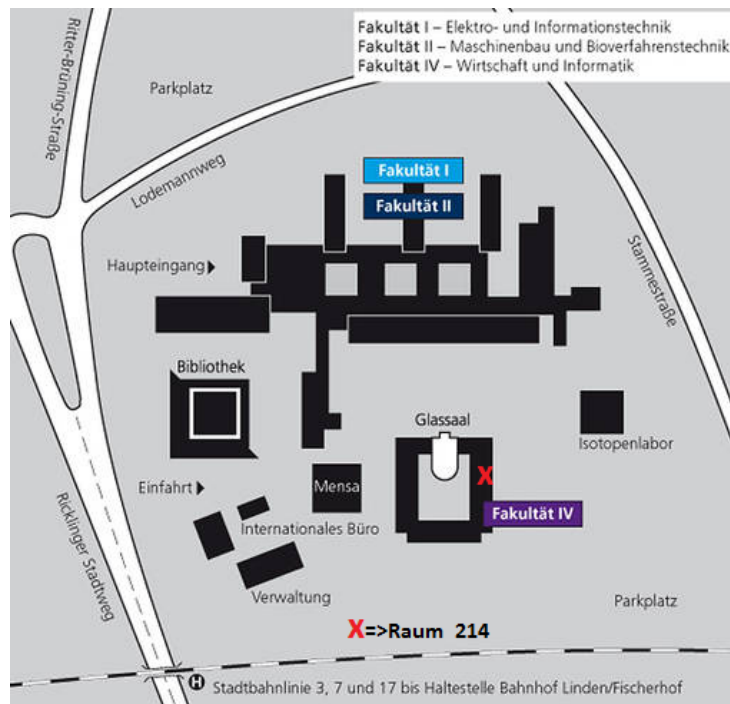 Fakultät I – Elektro- und Informationstechnik
Fakultät II – Maschinenbau und Bioverfahrenstechnik
Fakultät IV – Wirtschaft und Informatik
Ritter-Brüning-Straße
Parkplatz
Lodemannweg
Fakultät I
Fakultät II
Stammestraße
Haupteingang
Bibliothek
Glassaal
Isotopenlabor
X
Einfahrt
Mensa
Fakultät IV
Internationales Büro
Ricklinger Stadtweg
Verwaltung
Parkplatz
X=>Raum 214
H Stadtbahnlinie 3, 7 und 17 bis Haltestelle Bahnhof Linden/Fischerhof